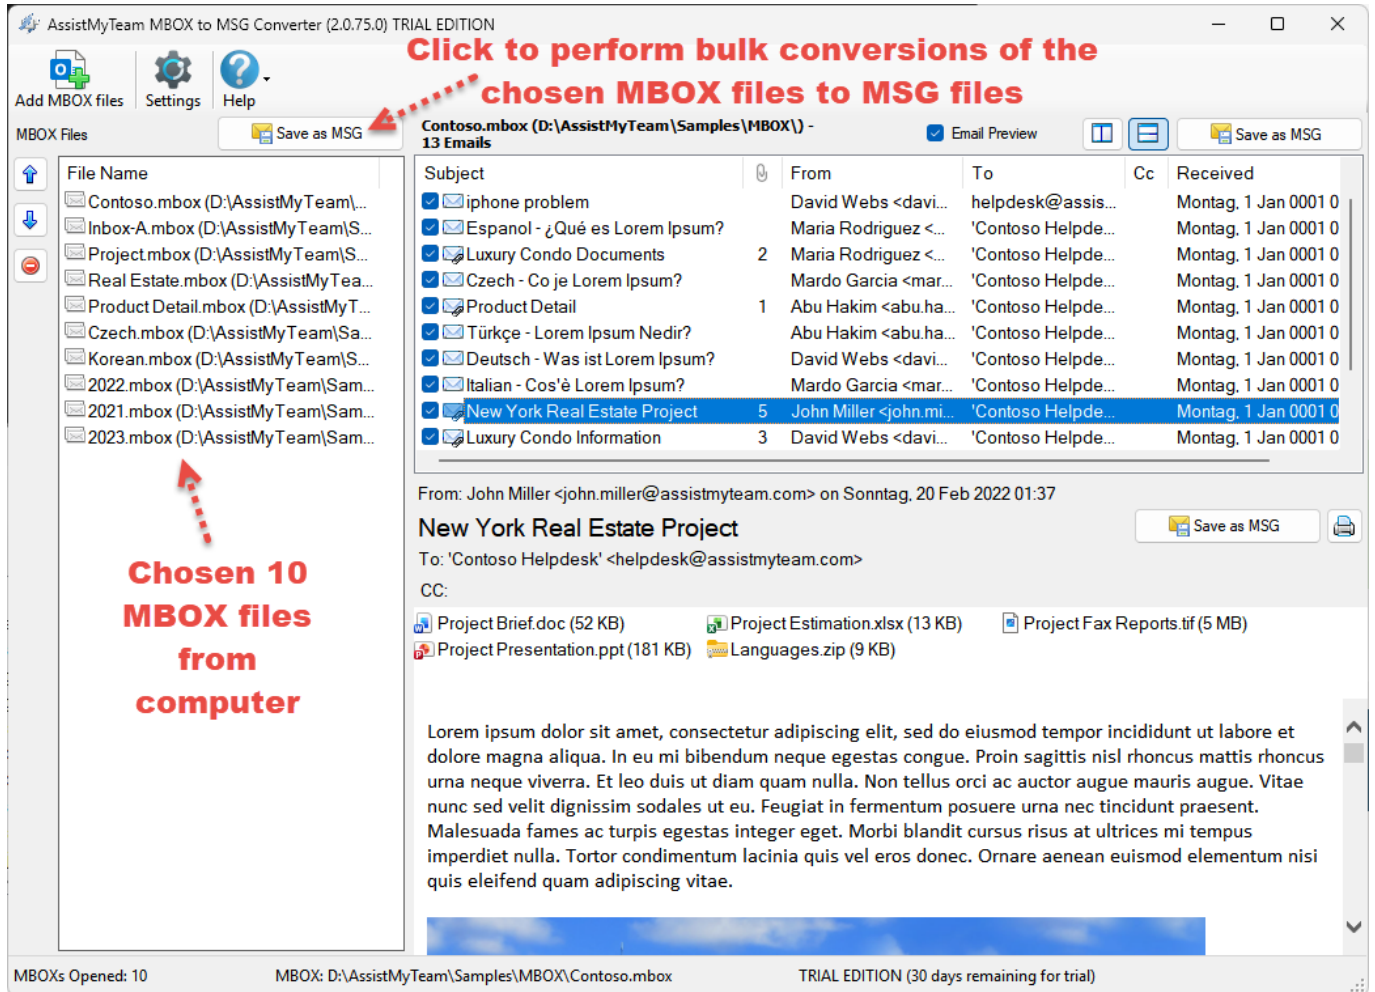 AssistMyTeam MBOX to MSG Converter (2.0.75.0) TRIAL EDITION
Click to perform bulk conversions of the
chosen MBOX files to MSG files
Add MBOX files Settings Help
MBOX Files Save as MSG
Contoso.mbox (D:\AssistMyTeam\Samples\MBOX\) -
13 Emails
Email Preview Save as MSG
File Name
Contoso.mbox (D:\AssistMyTeam\...
Inbox-A.mbox (D:\AssistMyTeam\S...
Project.mbox (D:\AssistMyTeam\S...
Real Estate.mbox (D:\AssistMyTea...
Product Detail.mbox (D:\AssistMyT...
Czech.mbox (D:\AssistMyTeam\Sa...
Korean.mbox (D:\AssistMyTeam\S...
2022.mbox (D:\AssistMyTeam\Sam...
2021.mbox (D:\AssistMyTeam\Sam...
2023.mbox (D:\AssistMyTeam\Sam...
Chosen 10
MBOX files
from
computer
Subject From To Cc Received
iphone problem David Webs <davi... helpdesk@assis... Montag, 1 Jan 0001 0
Espanol - ¿Qué es Lorem Ipsum? Maria Rodriguez <... 'Contoso Helpde... Montag, 1 Jan 0001 0
Luxury Condo Documents 2 Maria Rodriguez <... 'Contoso Helpde... Montag, 1 Jan 0001 0
Czech - Co je Lorem Ipsum? Mardo Garcia <mar... 'Contoso Helpde... Montag, 1 Jan 0001 0
Product Detail 1 Abu Hakim <abu.ha... 'Contoso Helpde... Montag, 1 Jan 0001 0
Türkçe - Lorem Ipsum Nedir? Abu Hakim <abu.ha... 'Contoso Helpde... Montag, 1 Jan 0001 0
Deutsch - Was ist Lorem Ipsum? David Webs <davi... 'Contoso Helpde... Montag, 1 Jan 0001 0
Italian - Cos'è Lorem Ipsum? Mardo Garcia <mar... 'Contoso Helpde... Montag, 1 Jan 0001 0
New York Real Estate Project 5 John Miller <john.mi... 'Contoso Helpde... Montag, 1 Jan 0001 0
Luxury Condo Information 3 David Webs <davi... 'Contoso Helpde... Montag, 1 Jan 0001 0
From: John Miller <john.miller@assistmyteam.com> on Sonntag, 20 Feb 2022 01:37
New York Real Estate Project Save as MSG
To: 'Contoso Helpdesk' <helpdesk@assistmyteam.com>
CC:
Project Brief.doc (52 KB) Project Estimation.xlsx (13 KB) Project Fax Reports.tif (5 MB)
Project Presentation.ppt (181 KB) Languages.zip (9 KB)
Lorem ipsum dolor sit amet, consectetur adipiscing elit, sed do eiusmod tempor incididunt ut labore et
dolore magna aliqua. In eu mi bibendum neque egestas congue. Proin sagittis nisl rhoncus mattis rhoncus
urna neque viverra. Et leo duis ut diam quam nulla. Non tellus orci ac auctor augue mauris augue. Vitae
nunc sed velit dignissim sodales ut eu. Feugiat in fermentum posuere urna nec tincidunt praesent.
Malesuada fames ac turpis egestas integer eget. Morbi blandit cursus risus at ultrices mi tempus
imperdiet nulla. Tortor condimentum lacinia quis vel eros donec. Ornare aenean euismod elementum nisi
quis eleifend quam adipiscing vitae.
MBOXs Opened: 10 MBOX: D:\AssistMyTeam\Samples\MBOX\Contoso.mbox TRIAL EDITION (30 days remaining for trial)